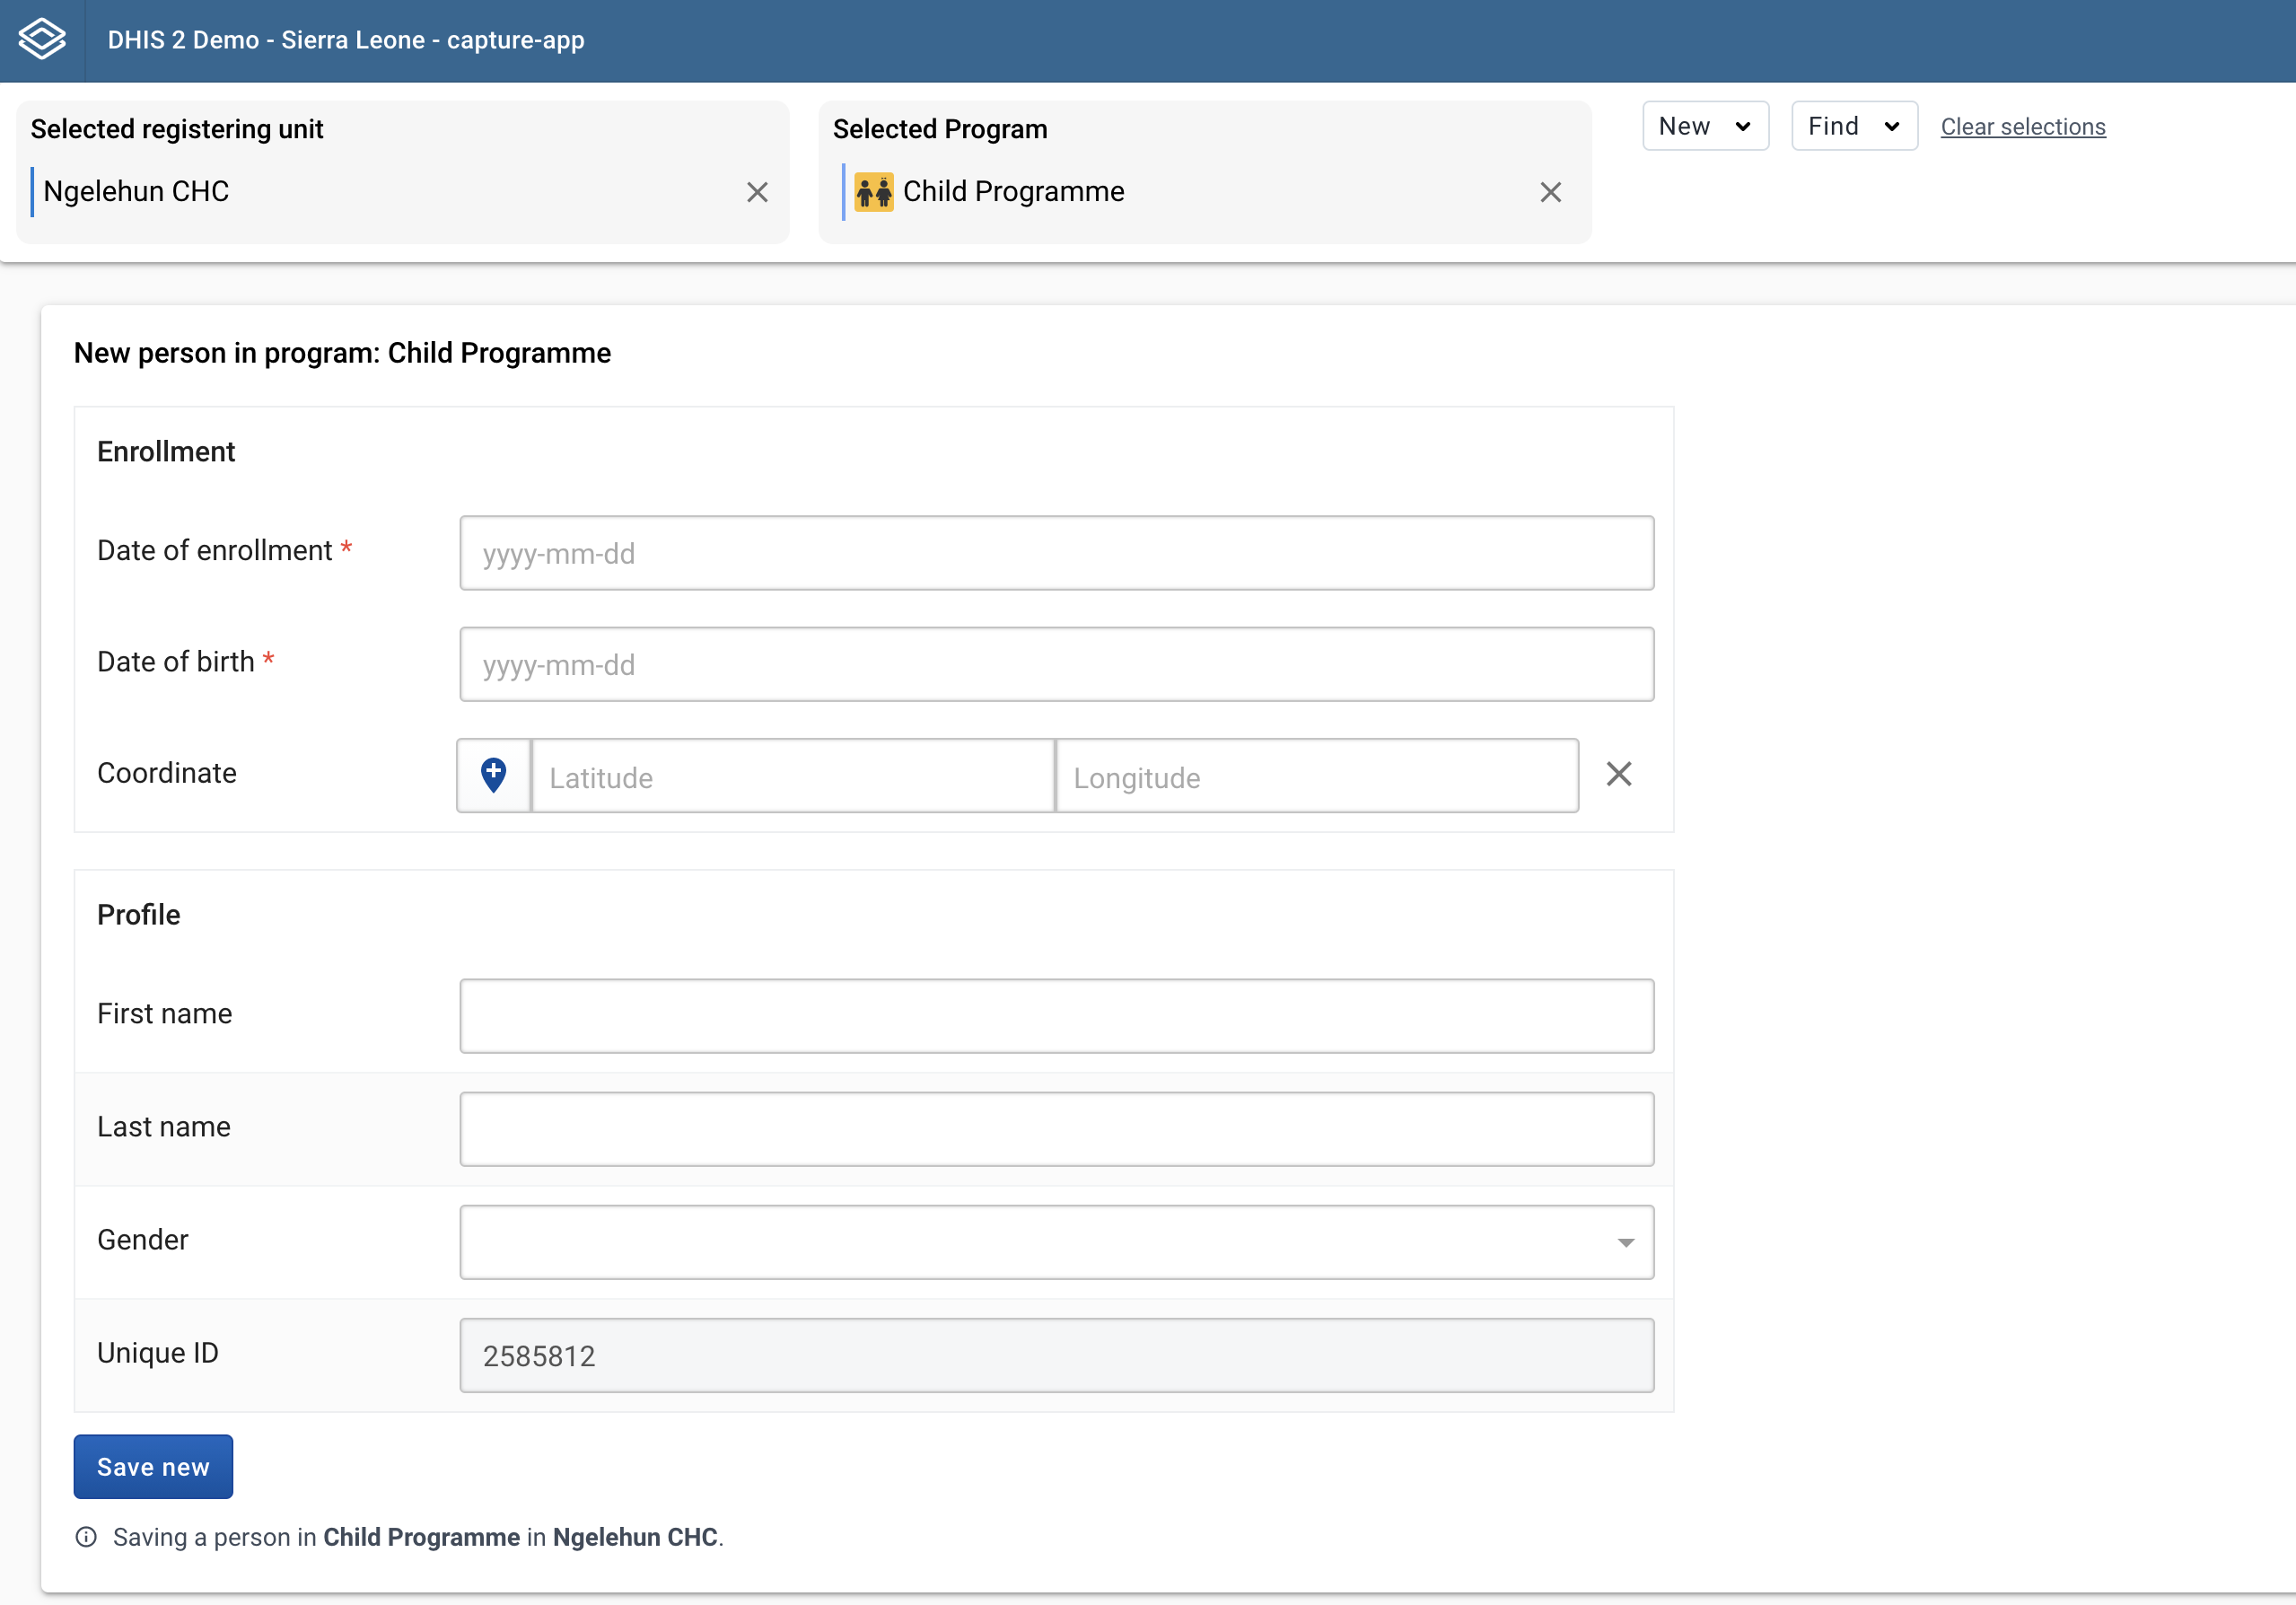 DHIS 2 Demo - Sierra Leone - capture-app
Selected registering unit
Ngelehun CHC
Selected Program
Child Programme
New
Find
Clear selections
New person in program: Child Programme
Enrollment
Date of enrollment *
yyyy-mm-dd
Date of birth *
yyyy-mm-dd
Coordinate
Latitude
Longitude
Profile
First name
Last name
Gender
Unique ID
2585812
Save new
Saving a person in Child Programme in Ngelehun CHC.